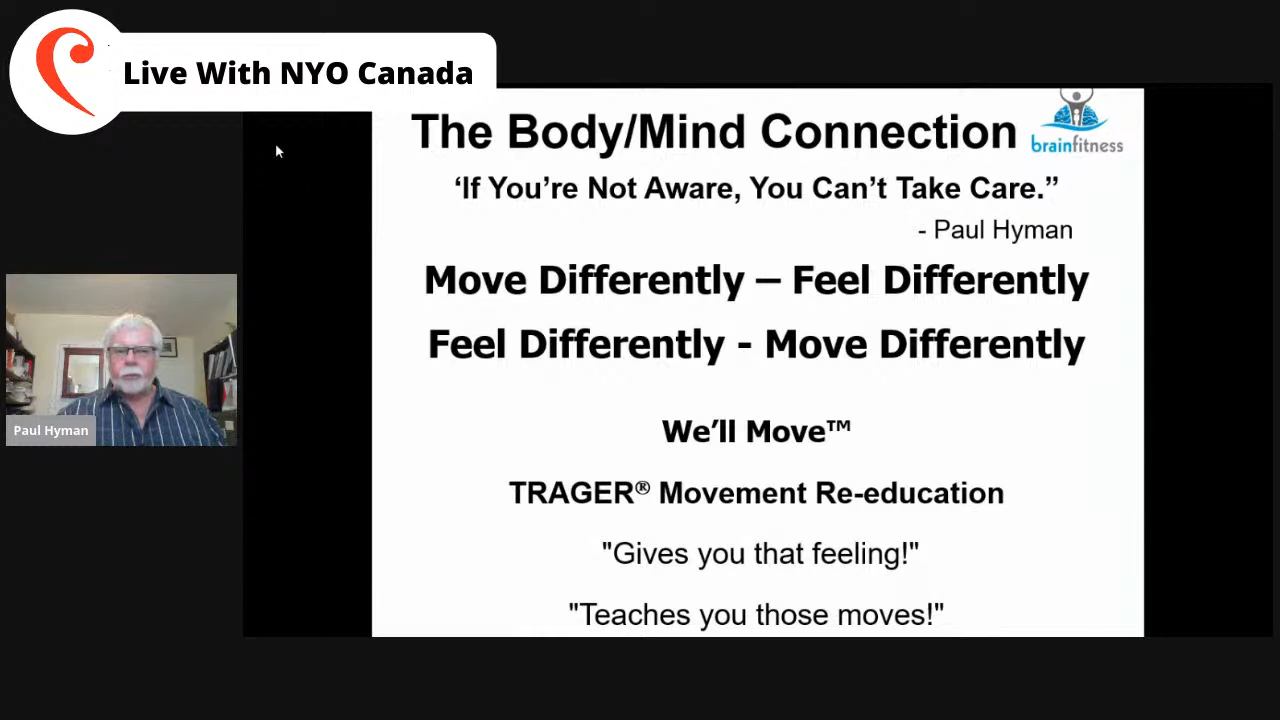 Live With NYO Canada
The Body/Mind Connection
brainfitness
‘If You’re Not Aware, You Can’t Take Care.”
- Paul Hyman
Move Differently – Feel Differently
Feel Differently - Move Differently
Paul Hyman
We’ll Move™
TRAGER® Movement Re-education
"Gives you that feeling!"
"Teaches you those moves!"